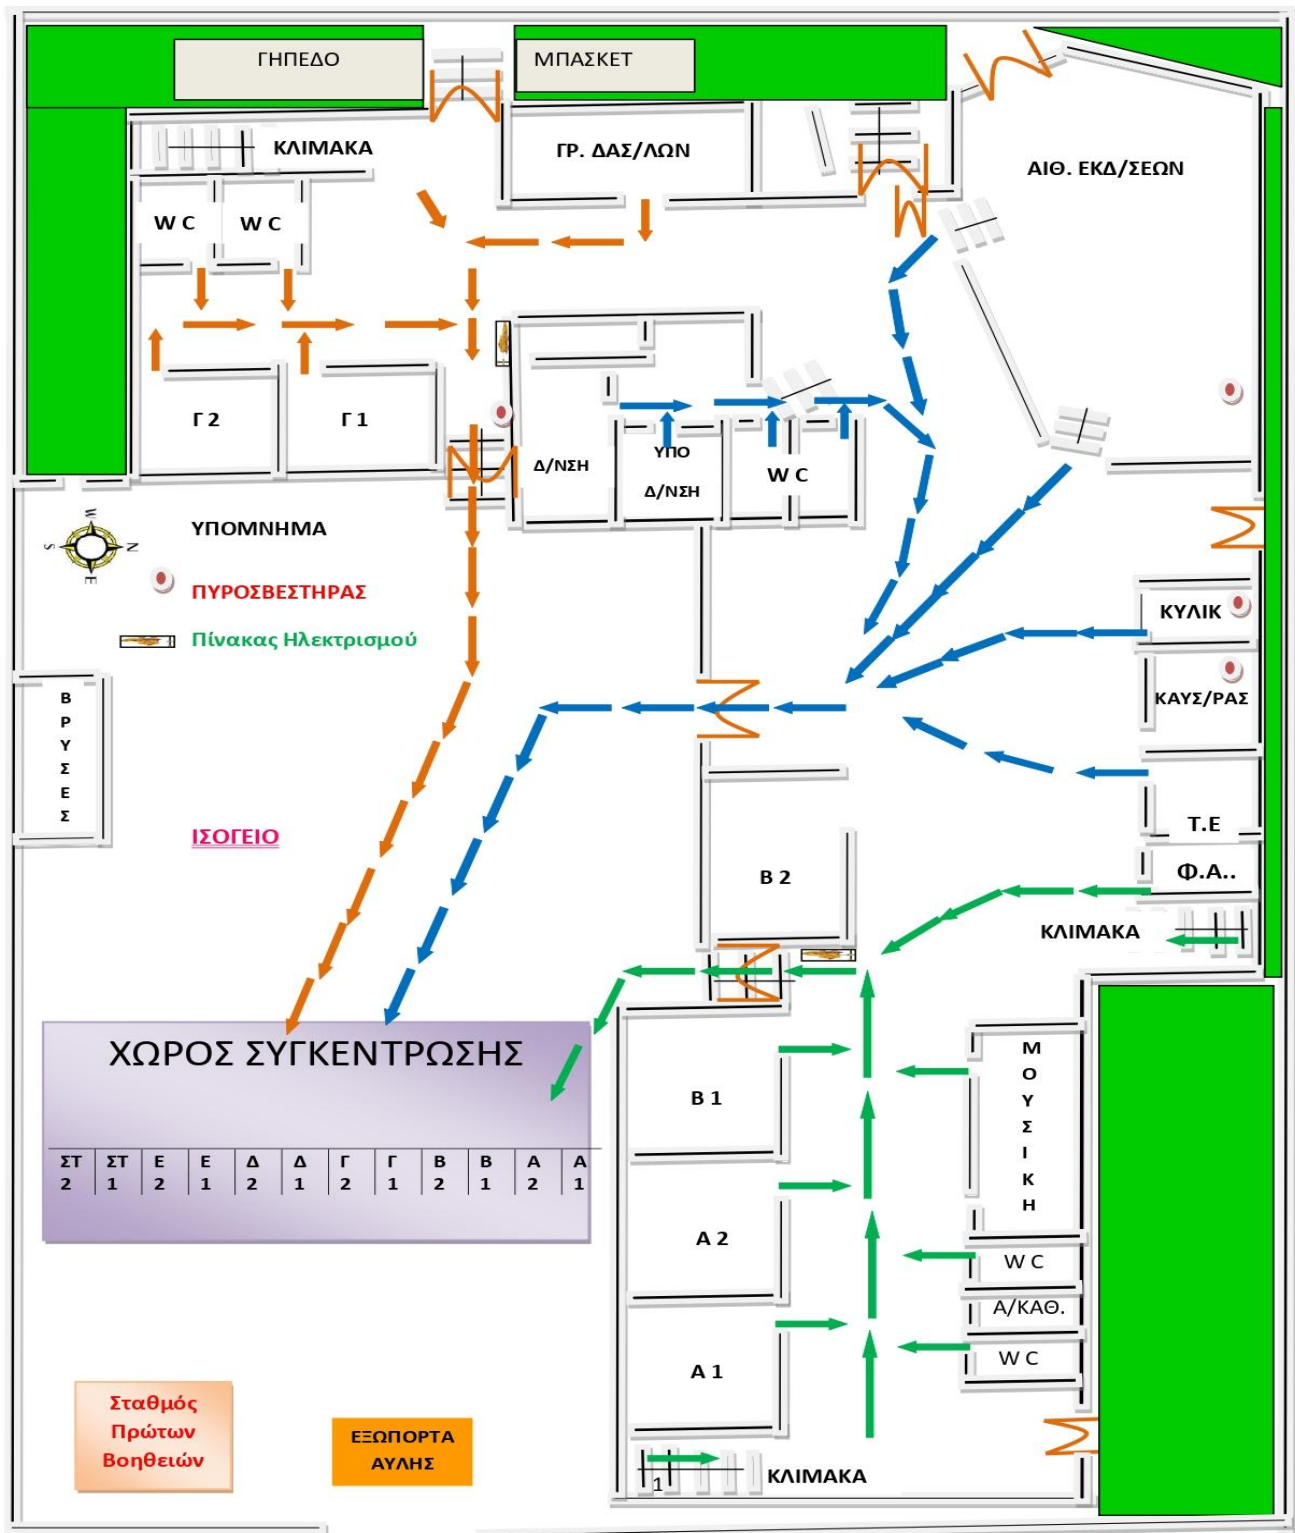 ΓΗΠΕΔΟ
ΜΠΑΣΚΕΤ
ΚΛΙΜΑΚΑ
ΓΡ. ΔΑΣ/ΛΩΝ
ΑΙΘ. ΕΚΔ/ΣΕΩΝ
W C
W C
Γ 2
Γ 1
Δ/ΝΣΗ
ΥΠΟ
Δ/ΝΣΗ
W C
W
S
N
E
ΥΠΟΜΝΗΜΑ
ΠΥΡΟΣΒΕΣΤΗΡΑΣ
Πίνακας Ηλεκτρισμού
ΚΥΛΙΚ
ΚΑΥΣ/ΡΑΣ
Β
Ρ
Υ
Σ
Ε
Σ
ΙΣΟΓΕΙΟ
Τ.Ε
Φ.Α..
Β 2
ΚΛΙΜΑΚΑ
ΧΩΡΟΣ ΣΥΓΚΕΝΤΡΩΣΗΣ
ΣΤ ΣΤ Ε Ε Δ Δ Γ Γ Β Β Α Α
2 1 2 1 2 1 2 1 2 1 2 1
Β 1
Μ
Ο
Υ
Σ
Ι
Κ
Η
Α 2
W C
Α/ΚΑΘ.
W C
Α 1
Σταθμός
Πρώτων
Βοηθειών
ΕΞΩΠΟΡΤΑ
ΑΥΛΗΣ
1
ΚΛΙΜΑΚΑ